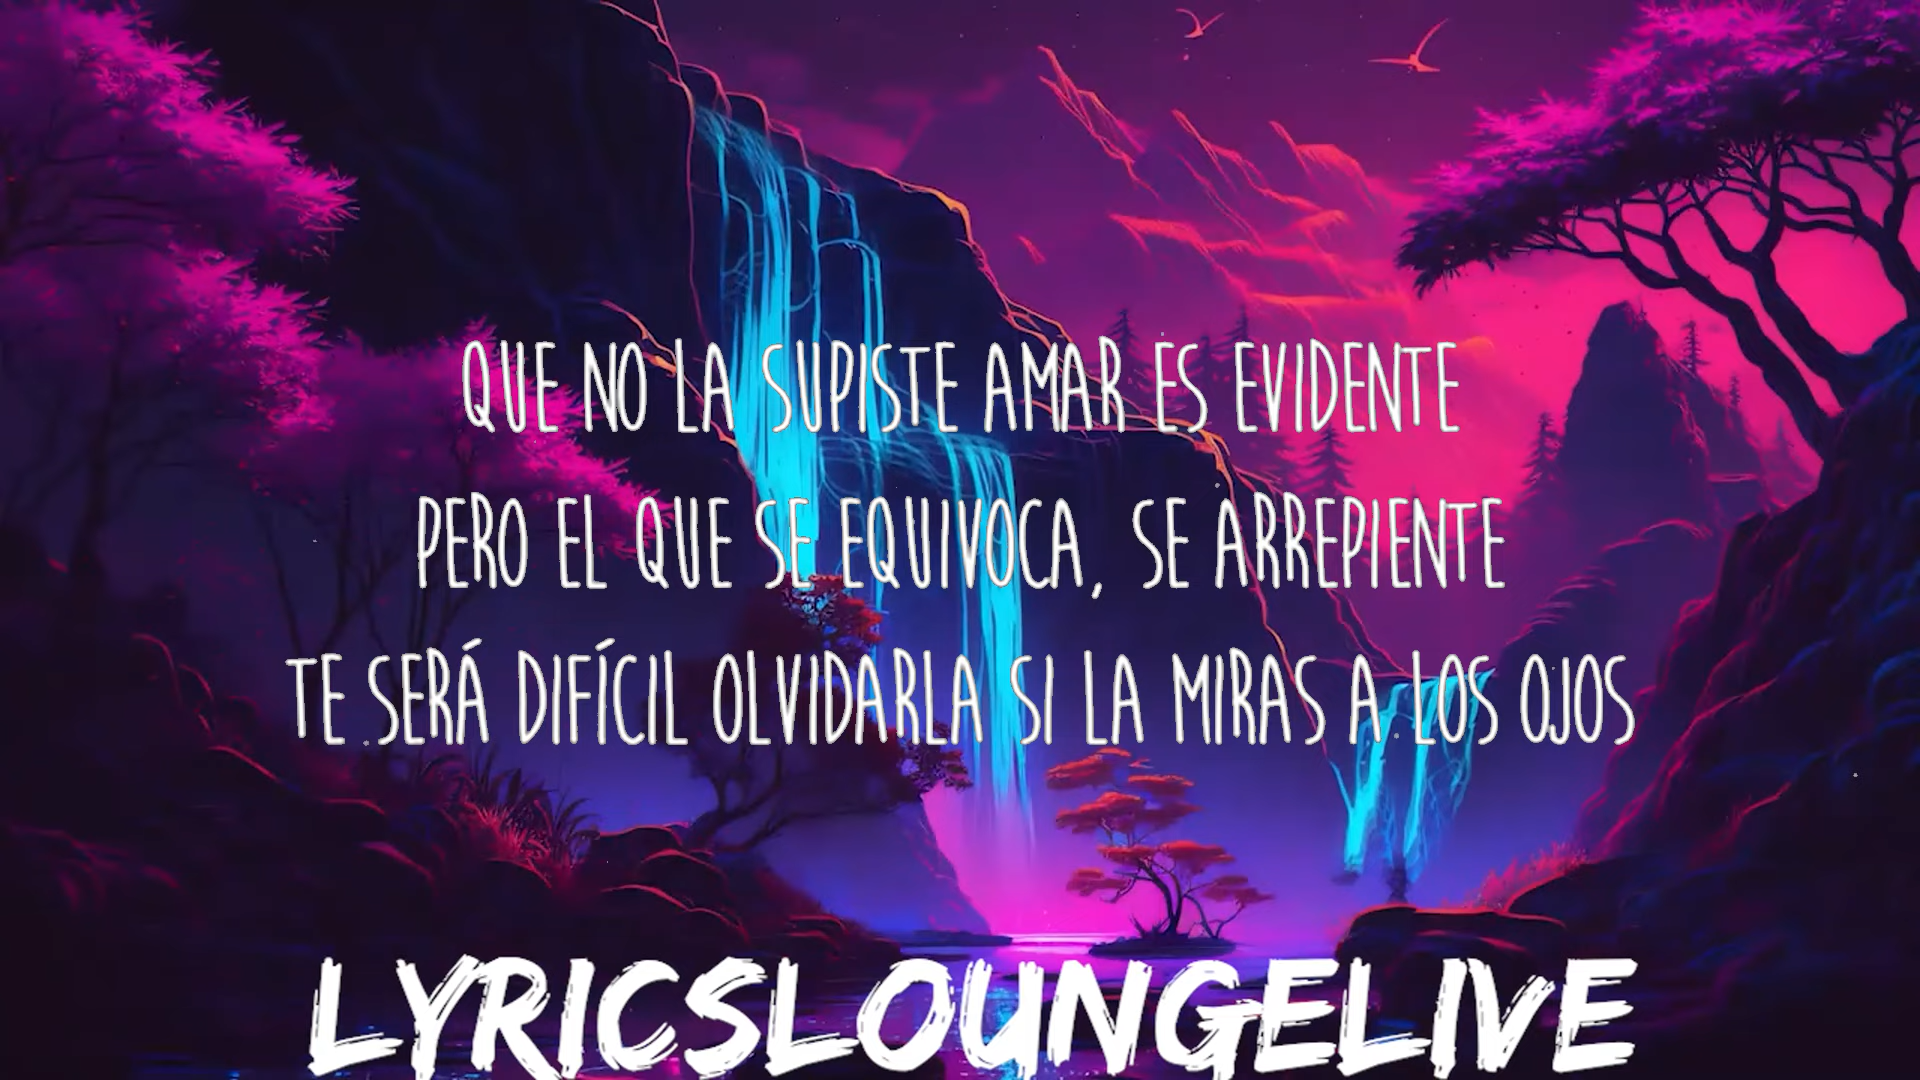 QUE NO LA SUPISTE AMAR ES EVIDENTE
PERO EL QUE SE EQUIVOCA, SE ARREPIENTE
TE SERÁ DIFÍCIL OLVIDARLA SI LA MIRAS A LOS OJOS
LYRICSLOUNGELIVE